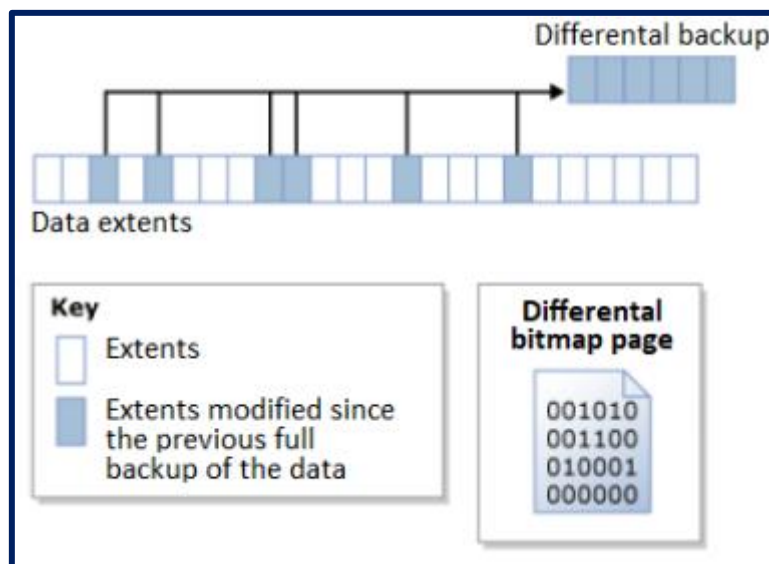 Differental backup
Data extents
Key
Extents
Extents modified since
the previous full
backup of the data
Differental
bitmap page
001010
001100
010001
000000